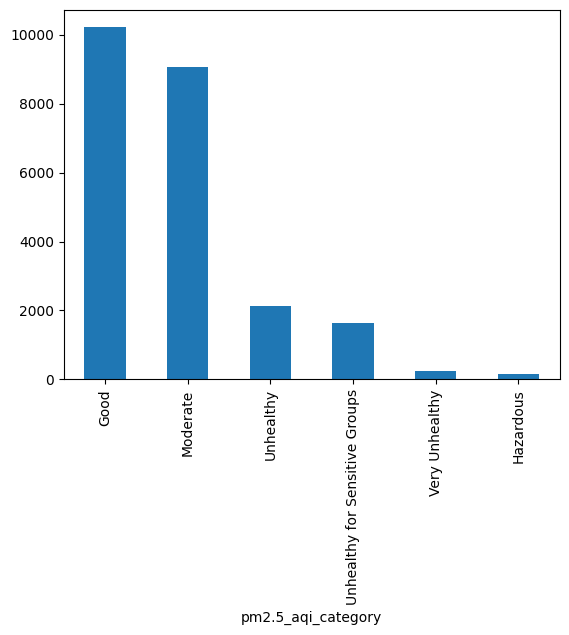 10000
8000
6000
4000
2000
0
Good
Moderate
Unhealthy
Unhealthy for Sensitive Groups
Very Unhealthy
Hazardous
pm2.5_aqi_category